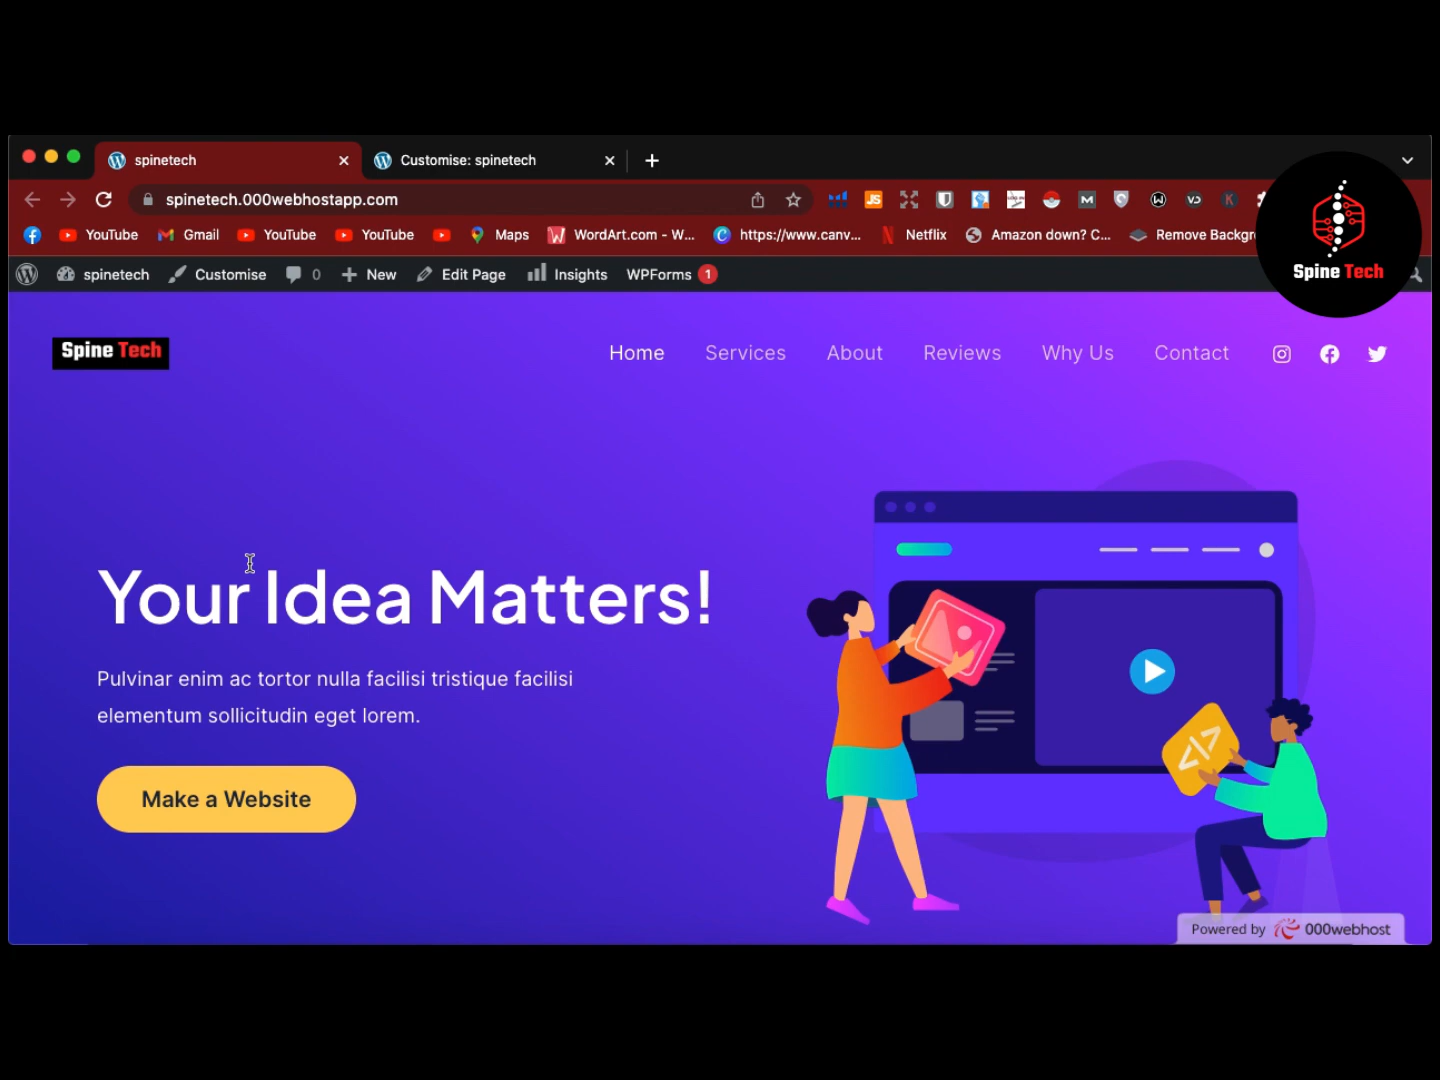 spinetech
Customise: spinetech
spinetech.000webhostapp.com
JS
M
W
VD
K
YouTube
Gmail
YouTube
YouTube
Maps
WordArt.com - W...
https://www.canv...
Netflix
Amazon down? C...
Remove Backgr
Spine Tech
spinetech
Customise
0
New
Edit Page
Insights
WPForms
1
Spine Tech
Home
Services
About
Reviews
Why Us
Contact
Your Idea Matters!
Pulvinar enim ac tortor nulla facilisi tristique facilisi
elementum sollicitudin eget lorem.
Make a Website
</>
Powered by 000webhost